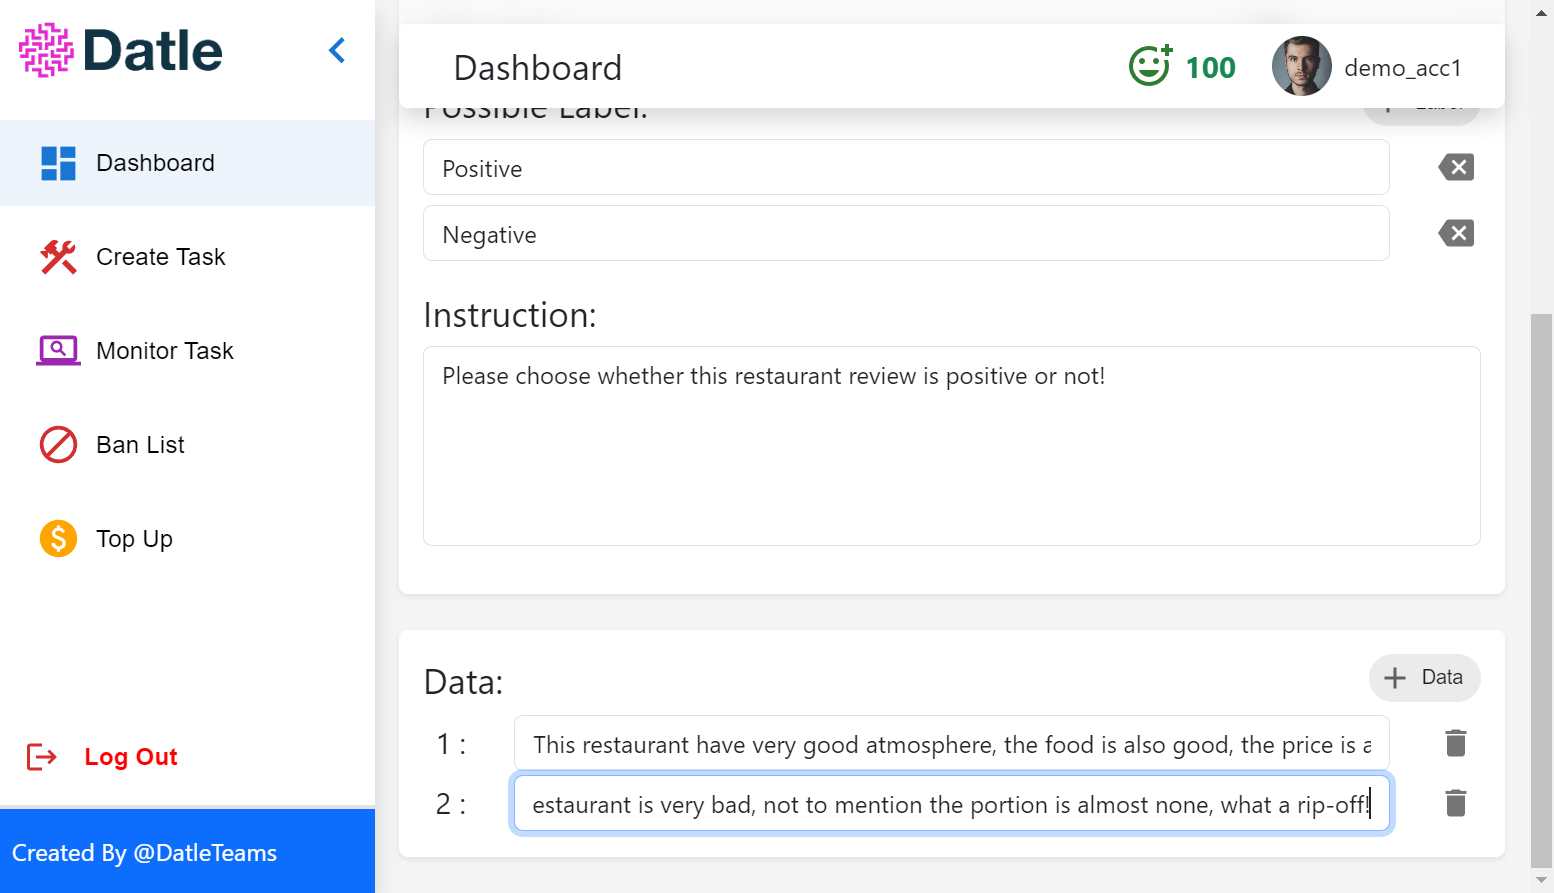 Datle
Dashboard
100
demo_acc1
Dashboard
Create Task
Monitor Task
Ban List
Top Up
Log Out
Created By @DatleTeams
Possible Label:
Label
Positive
Negative
Instruction:
Please choose whether this restaurant review is positive or not!
Data:
Data
1 :
This restaurant have very good atmosphere, the food is also good, the price is a
2 :
estaurant is very bad, not to mention the portion is almost none, what a rip-off!